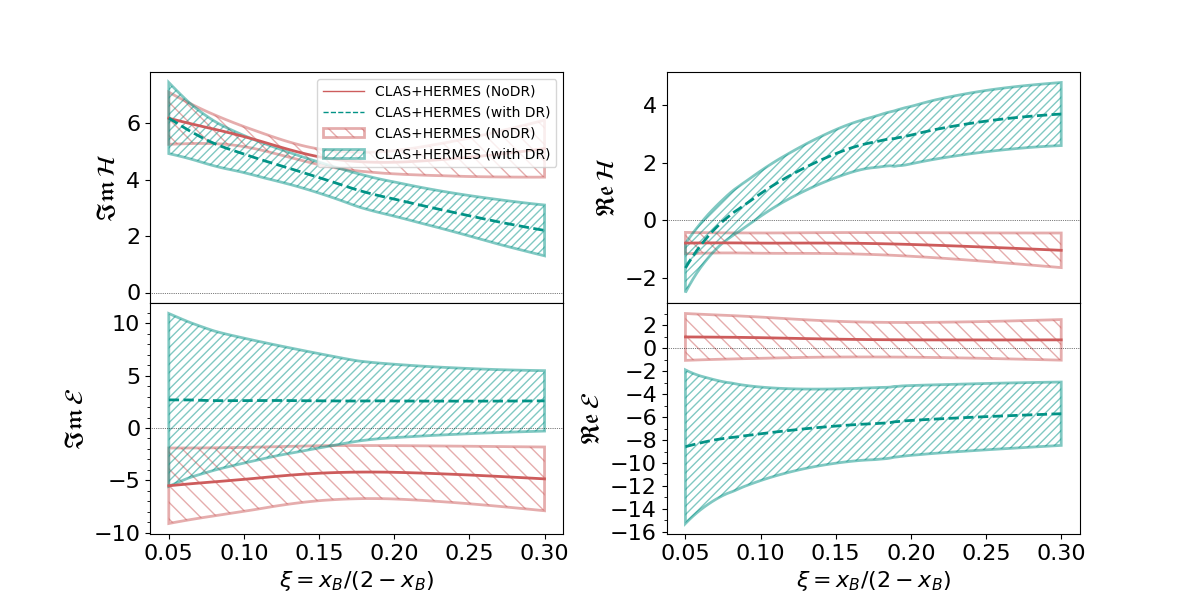 CLAS+HERMES (NoDR)
CLAS+HERMES (with DR)
CLAS+HERMES (NoDR)
CLAS+HERMES (with DR)
6
4
2
0
ℑ𝔪 ℋ
4
2
0
−2
ℜ𝔢 ℋ
10
5
0
−5
−10
ℑ𝔪 ℰ
0.05 0.10 0.15 0.20 0.25 0.30
ξ = x_B/(2 − x_B)
2
0
−2
−4
−6
−8
−10
−12
−14
−16
ℜ𝔢 ℰ
0.05 0.10 0.15 0.20 0.25 0.30
ξ = x_B/(2 − x_B)